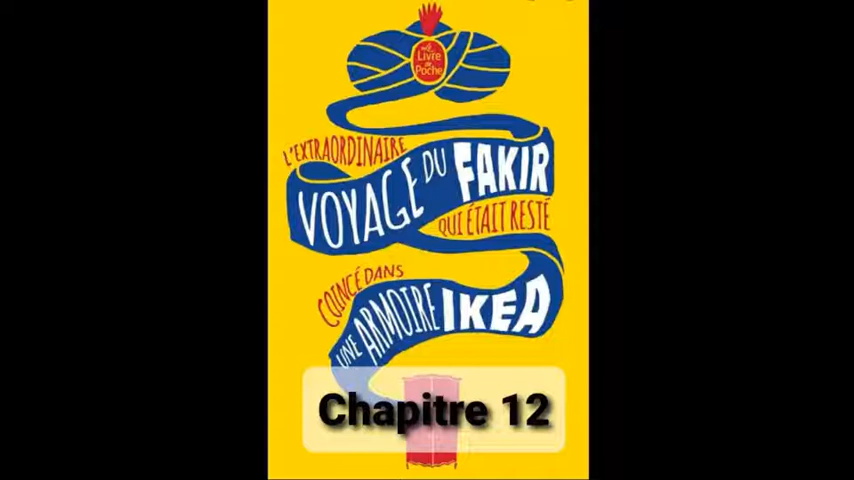 Le
Livre
de
Poche
L'EXTRAORDINAIRE
VOYAGE DU FAKIR
QUI ÉTAIT RESTÉ
COINCÉ DANS
UNE ARMOIRE IKEA
Chapitre 12